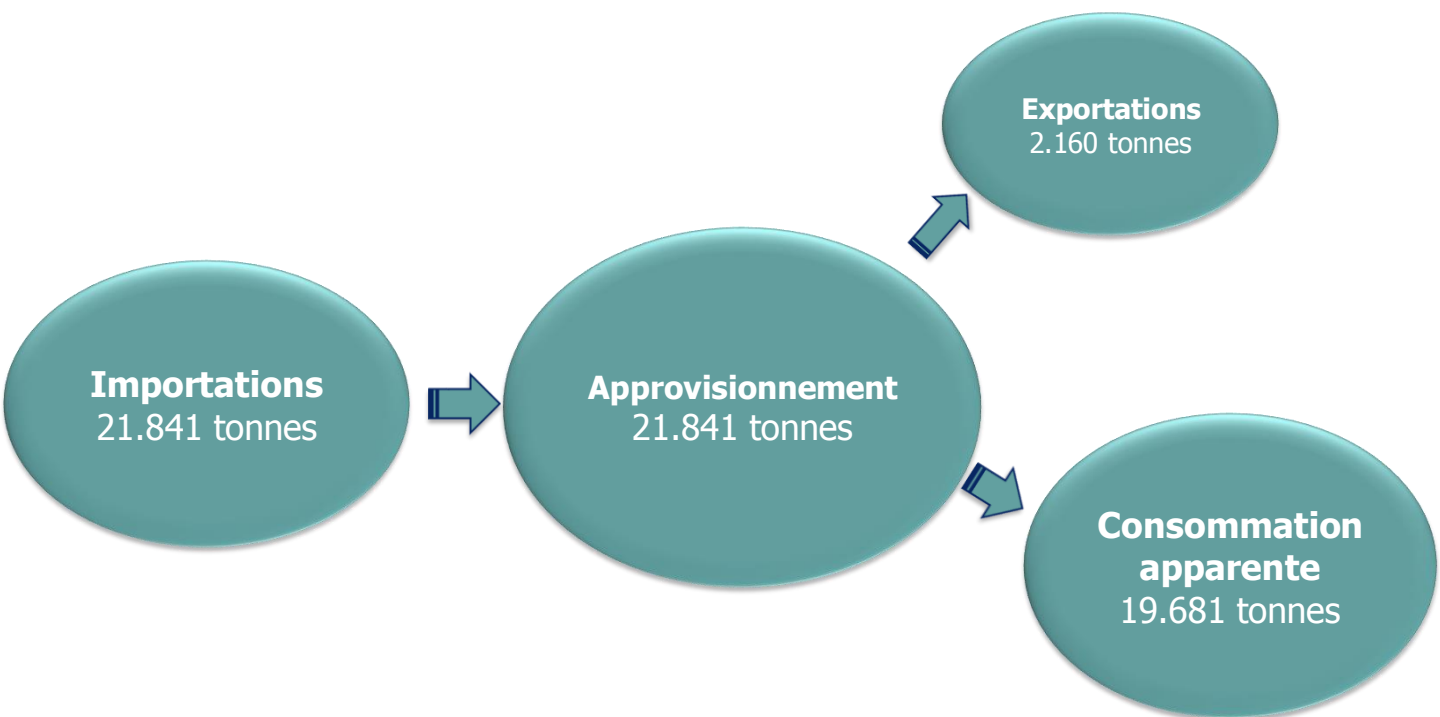 Exportations
2.160 tonnes
Importations
21.841 tonnes
Approvisionnement
21.841 tonnes
Consommation
apparente
19.681 tonnes